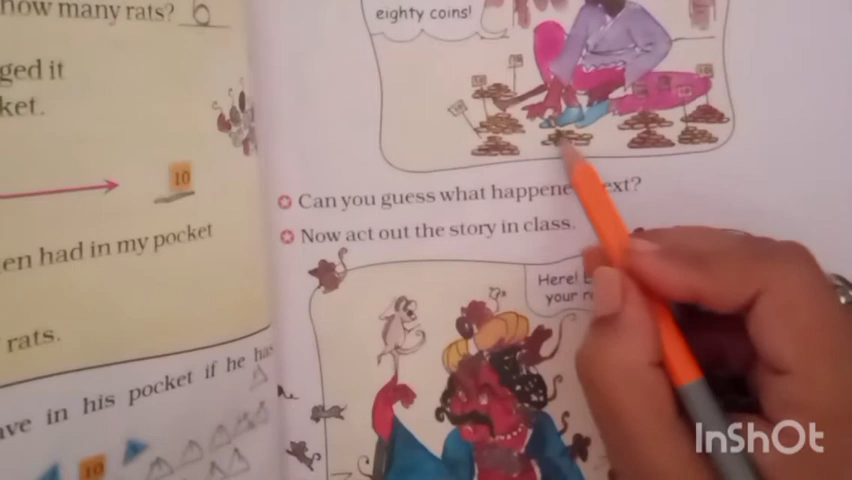 how many rats? 6
ged it
ket.
10
en had in my pocket
rats.
ve in his pocket if he has
10
eighty coins!
Can you guess what happene ext?
Now act out the story in class.
Here!
your
InShOt